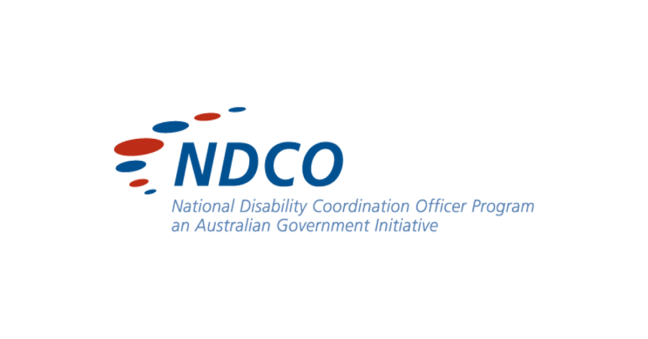 NDCO
National Disability Coordination Officer Program
an Australian Government Initiative